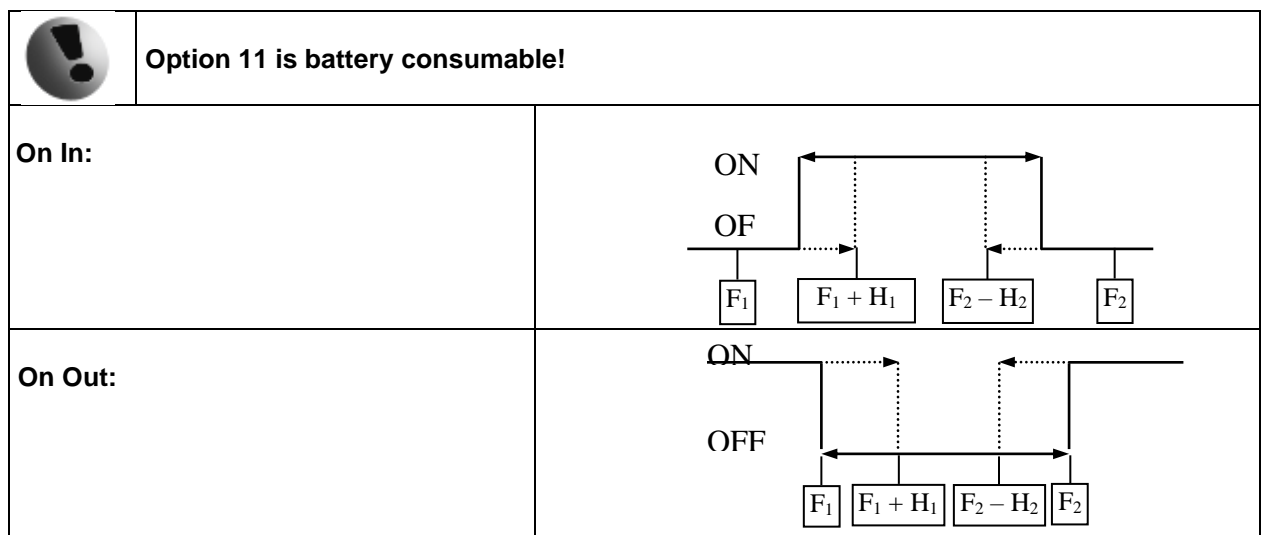 Option 11 is battery consumable!
On In:
ON
OF
F₁ F₁ + H₁ F₂ – H₂ F₂
On Out:
ON
OFF
F₁ F₁ + H₁ F₂ – H₂ F₂